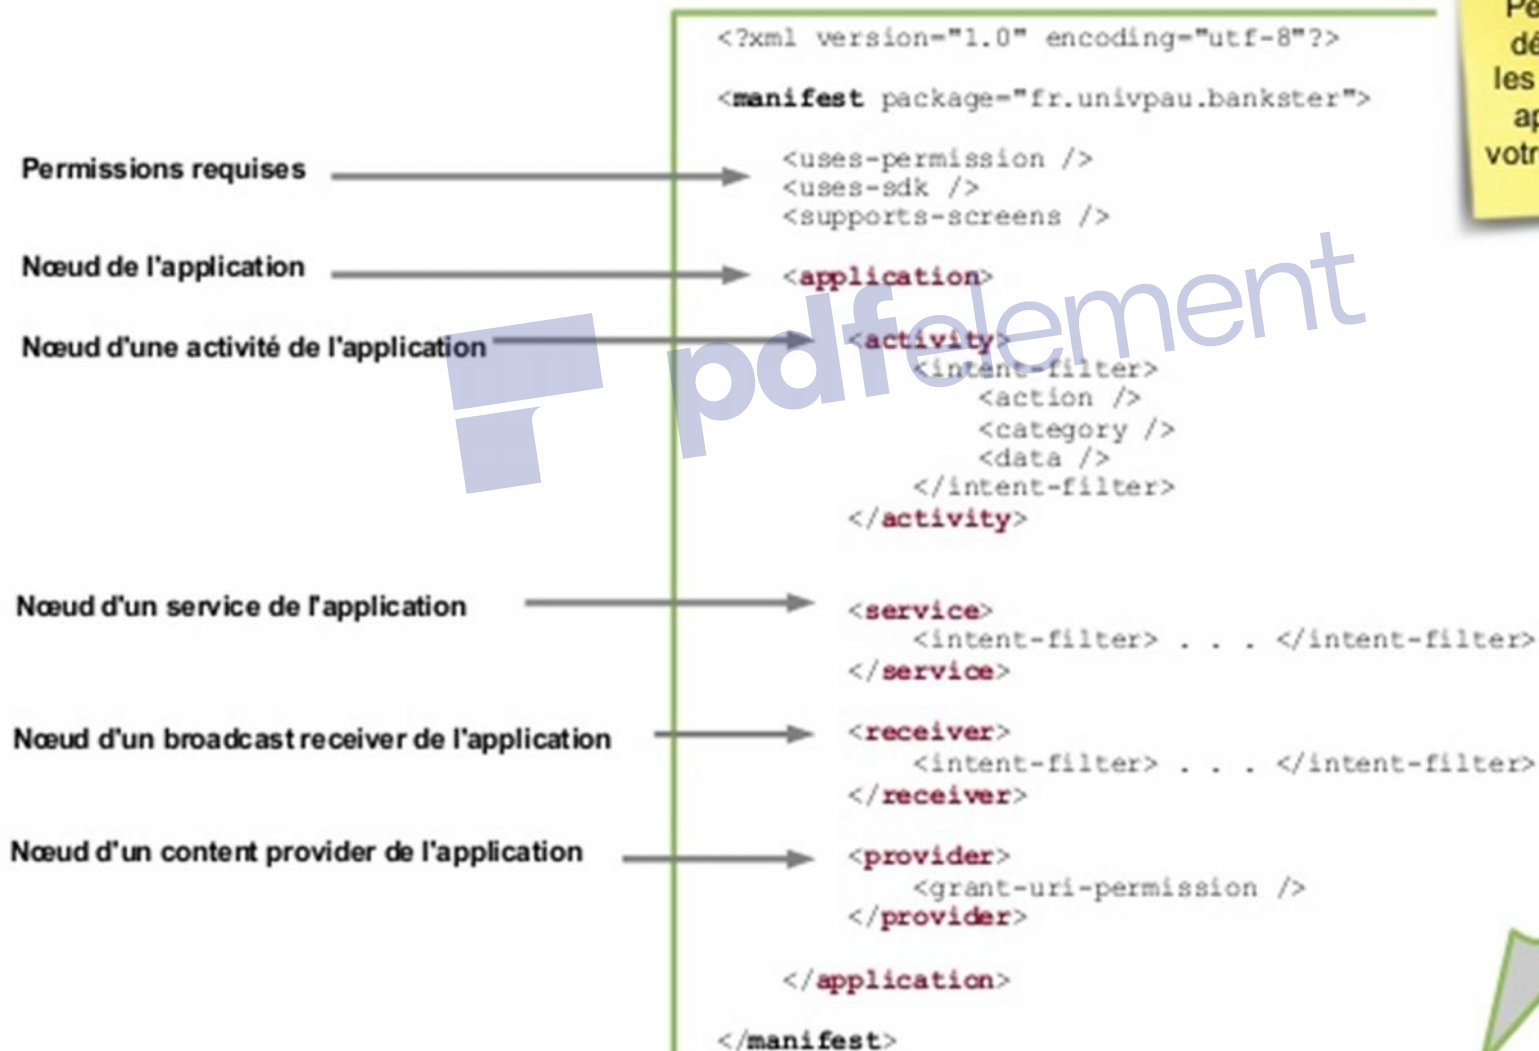 <?xml version="1.0" encoding="utf-8"?>
<manifest package="fr.univpau.bankster">
Permissions requises
<uses-permission />
<uses-sdk />
<supports-screens />
Nœud de l'application
<application>
Nœud d'une activité de l'application
<activity>
<intent-filter>
<action />
<category />
<data />
</intent-filter>
</activity>
Nœud d'un service de l'application
<service>
<intent-filter> . . . </intent-filter>
</service>
Nœud d'un broadcast receiver de l'application
<receiver>
<intent-filter> . . . </intent-filter>
</receiver>
Nœud d'un content provider de l'application
<provider>
<grant-uri-permission />
</provider>
</application>
</manifest>
les
pdfelement